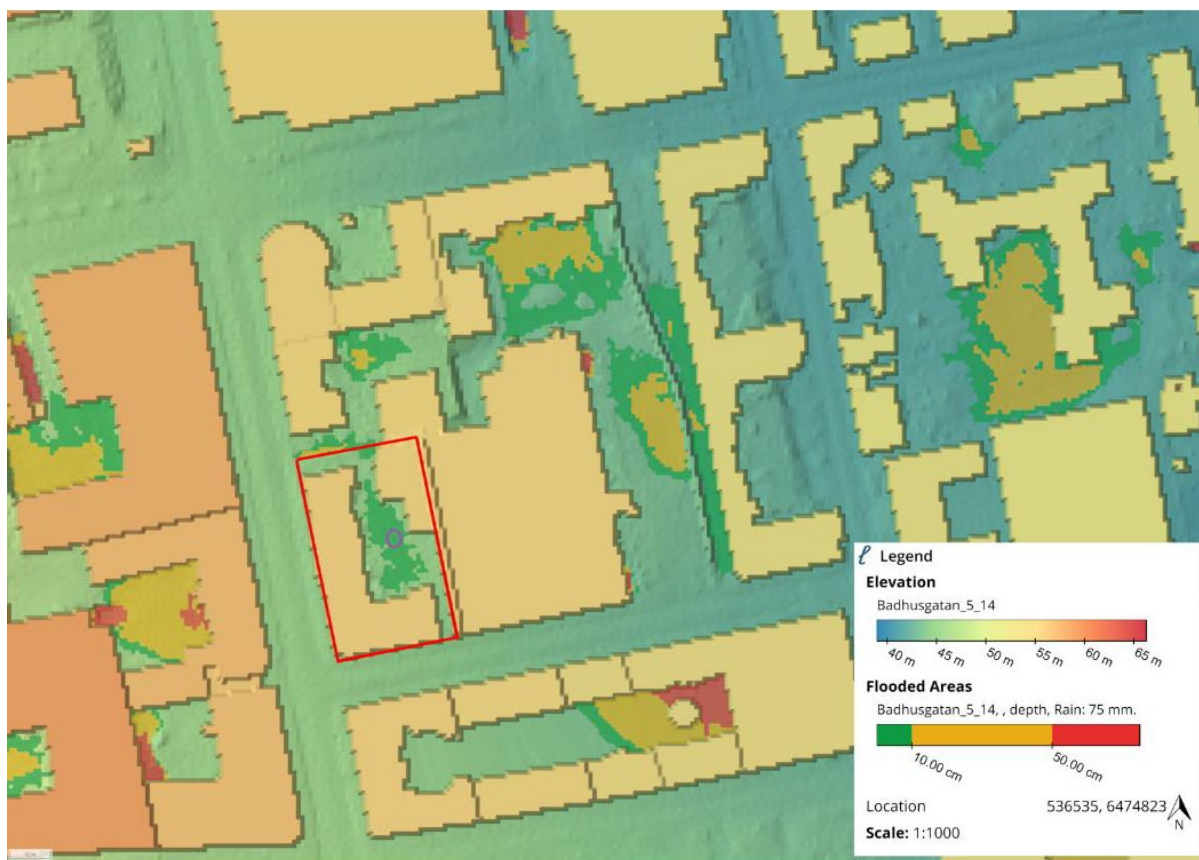 ℓ Legend
Elevation
Badhusgatan_5_14
40 m 45 m 50 m 55 m 60 m 65 m
Flooded Areas
Badhusgatan_5_14, , depth, Rain: 75 mm.
10.00 cm 50.00 cm
Location 536535, 6474823
N
Scale: 1:1000